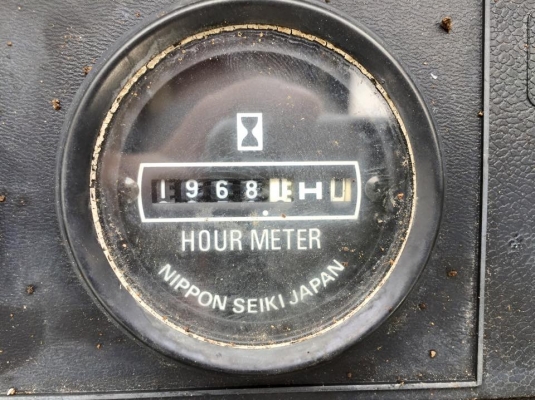 1968 H
HOUR METER
NIPPON SEIKI JAPAN